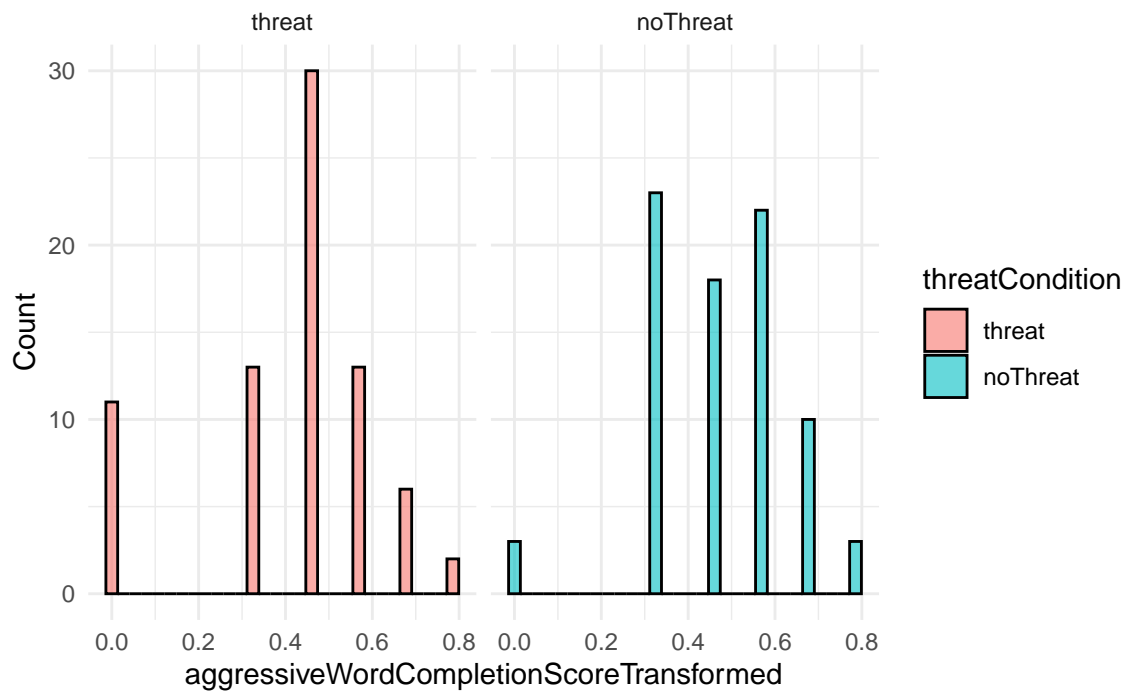 threat
noThreat
30
20
10
0
Count
0.0 0.2 0.4 0.6 0.8
0.0 0.2 0.4 0.6 0.8
aggressiveWordCompletionScoreTransformed
threatCondition
threat
noThreat